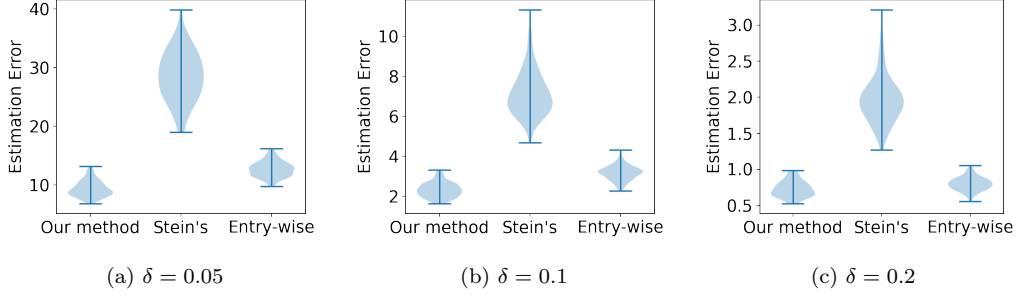 40
30
20
10
Estimation Error
Our method Stein's Entry-wise
(a) δ = 0.05
10
8
6
4
2
Estimation Error
Our method Stein's Entry-wise
(b) δ = 0.1
3.0
2.5
2.0
1.5
1.0
0.5
Estimation Error
Our method Stein's Entry-wise
(c) δ = 0.2